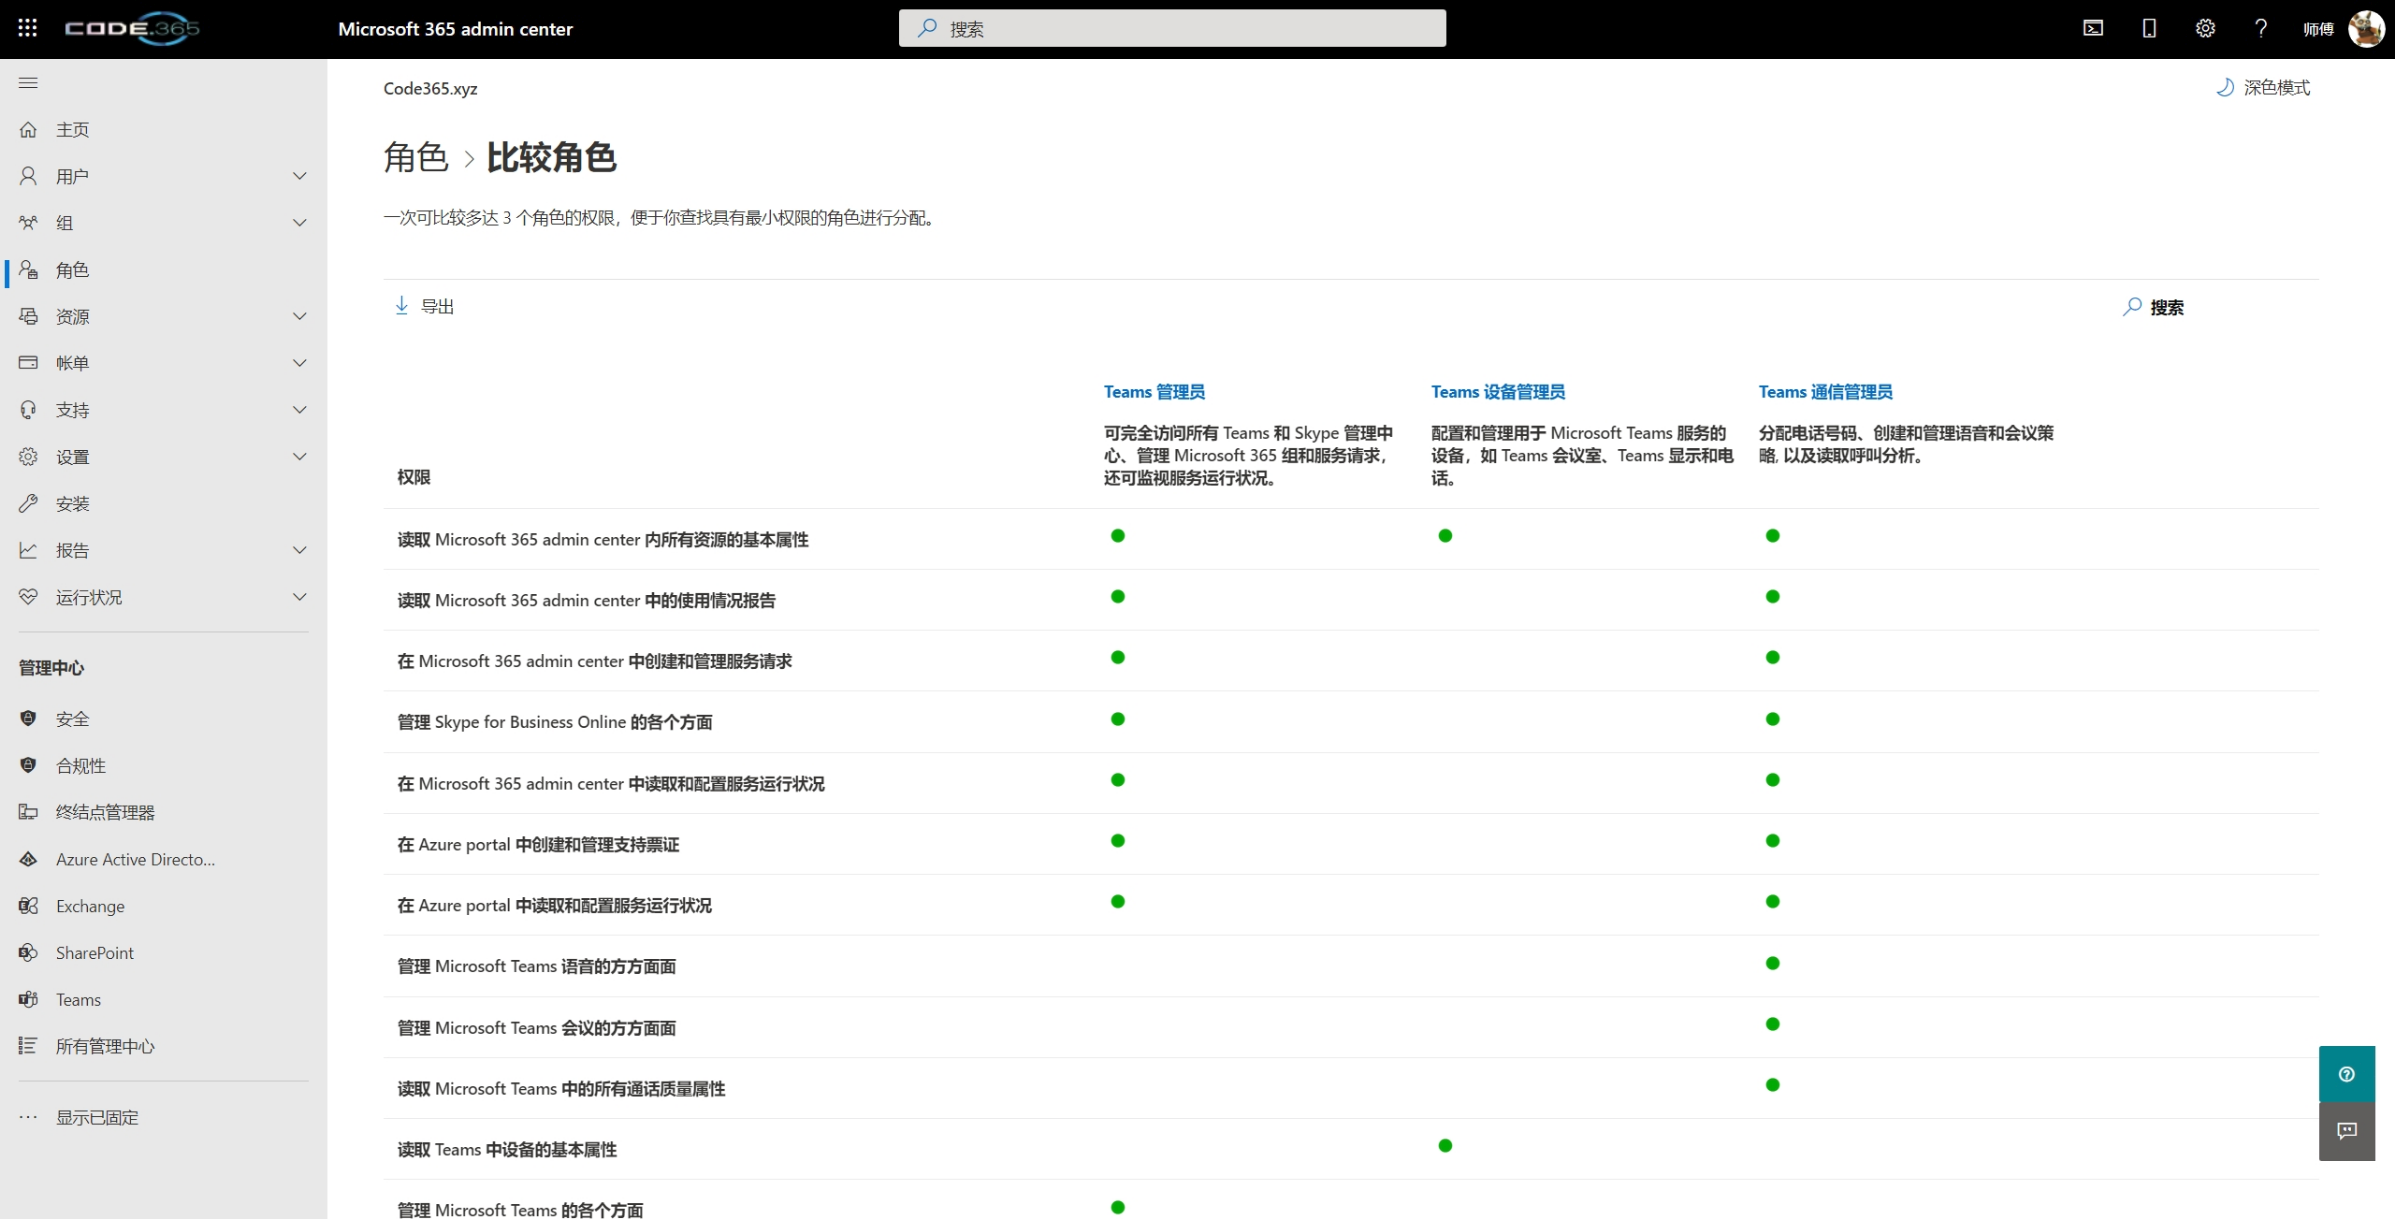 CODE.365
Microsoft 365 admin center
搜索
师傅
Code365.xyz
深色模式
主页
用户
组
角色
资源
帐单
支持
设置
安装
报告
运行状况
管理中心
安全
合规性
终结点管理器
Azure Active Directo...
Exchange
SharePoint
Teams
所有管理中心
显示已固定
角色 > 比较角色
一次可比较多达 3 个角色的权限，便于你查找具有最小权限的角色进行分配。
导出
搜索
权限
Teams 管理员
可完全访问所有 Teams 和 Skype 管理中
心、管理 Microsoft 365 组和服务请求，
还可监视服务运行状况。
Teams 设备管理员
配置和管理用于 Microsoft Teams 服务的
设备，如 Teams 会议室、Teams 显示和电
话。
Teams 通信管理员
分配电话号码、创建和管理语音和会议策
略, 以及读取呼叫分析。
读取 Microsoft 365 admin center 内所有资源的基本属性
读取 Microsoft 365 admin center 中的使用情况报告
在 Microsoft 365 admin center 中创建和管理服务请求
管理 Skype for Business Online 的各个方面
在 Microsoft 365 admin center 中读取和配置服务运行状况
在 Azure portal 中创建和管理支持票证
在 Azure portal 中读取和配置服务运行状况
管理 Microsoft Teams 语音的方方面面
管理 Microsoft Teams 会议的方方面面
读取 Microsoft Teams 中的所有通话质量属性
读取 Teams 中设备的基本属性
管理 Microsoft Teams 的各个方面